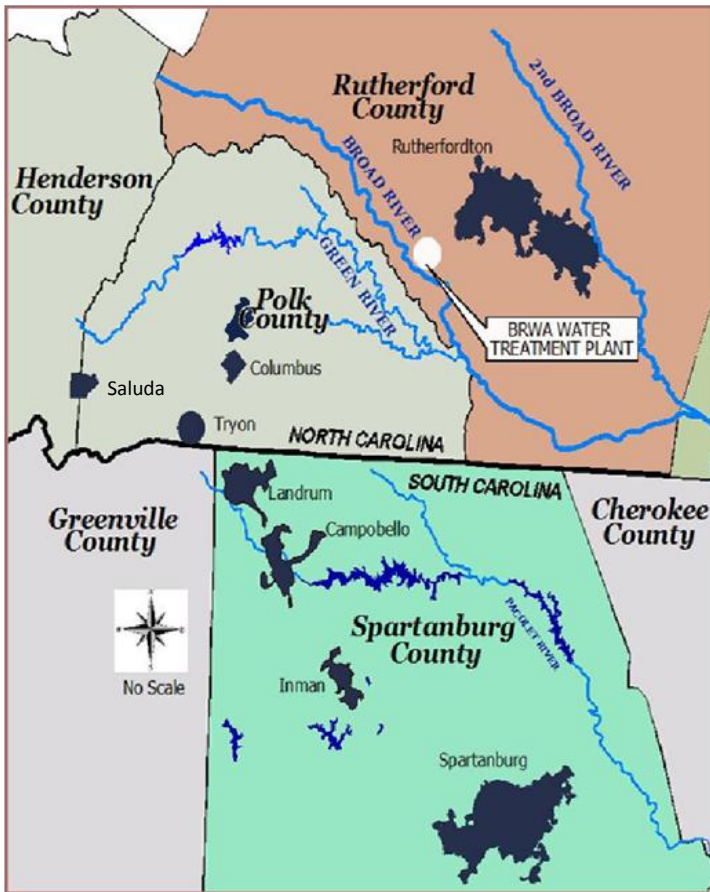 Rutherford
County
2nd BROAD RIVER
Rutherfordton
BROAD RIVER
Henderson
County
GREEN RIVER
Polk
County
BRWA WATER
TREATMENT PLANT
Columbus
Saluda
Tryon
NORTH CAROLINA
SOUTH CAROLINA
Landrum
Greenville
County
Campobello
Cherokee
County
Spartanburg
County
PACOLET RIVER
No Scale
Inman
Spartanburg